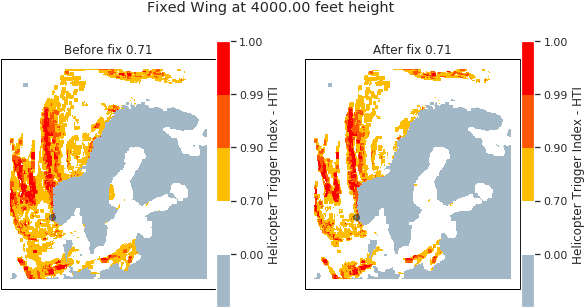 Fixed Wing at 4000.00 feet height
Before fix 0.71
1.00
0.99
0.90
0.70
0.00
Helicopter Trigger Index - HTI
After fix 0.71
1.00
0.99
0.90
0.70
0.00
Helicopter Trigger Index - HTI